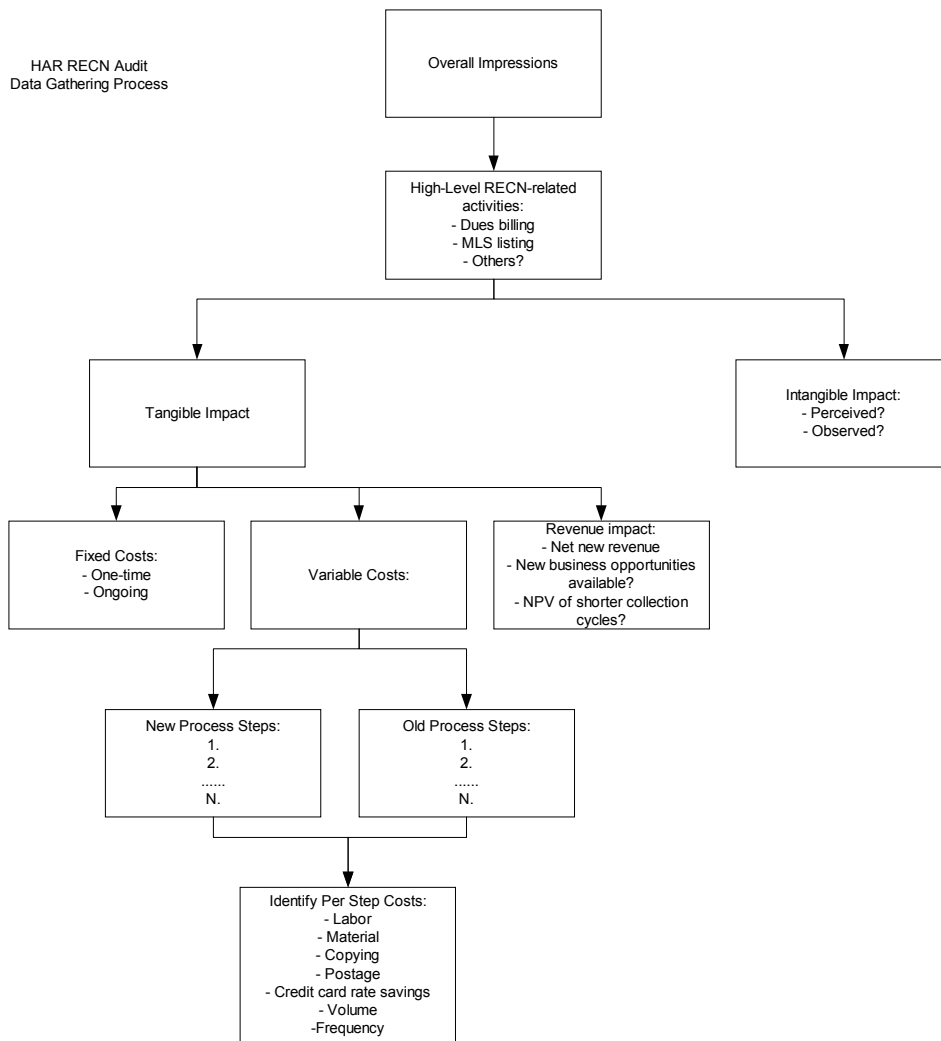 HAR RECN Audit
Data Gathering Process
Overall Impressions
High-Level RECN-related
activities:
- Dues billing
- MLS listing
- Others?
Tangible Impact
Intangible Impact:
- Perceived?
- Observed?
Fixed Costs:
- One-time
- Ongoing
Variable Costs:
Revenue impact:
- Net new revenue
- New business opportunities
available?
- NPV of shorter collection
cycles?
New Process Steps:
1.
2.
......
N.
Old Process Steps:
1.
2.
......
N.
Identify Per Step Costs:
- Labor
- Material
- Copying
- Postage
- Credit card rate savings
- Volume
-Frequency